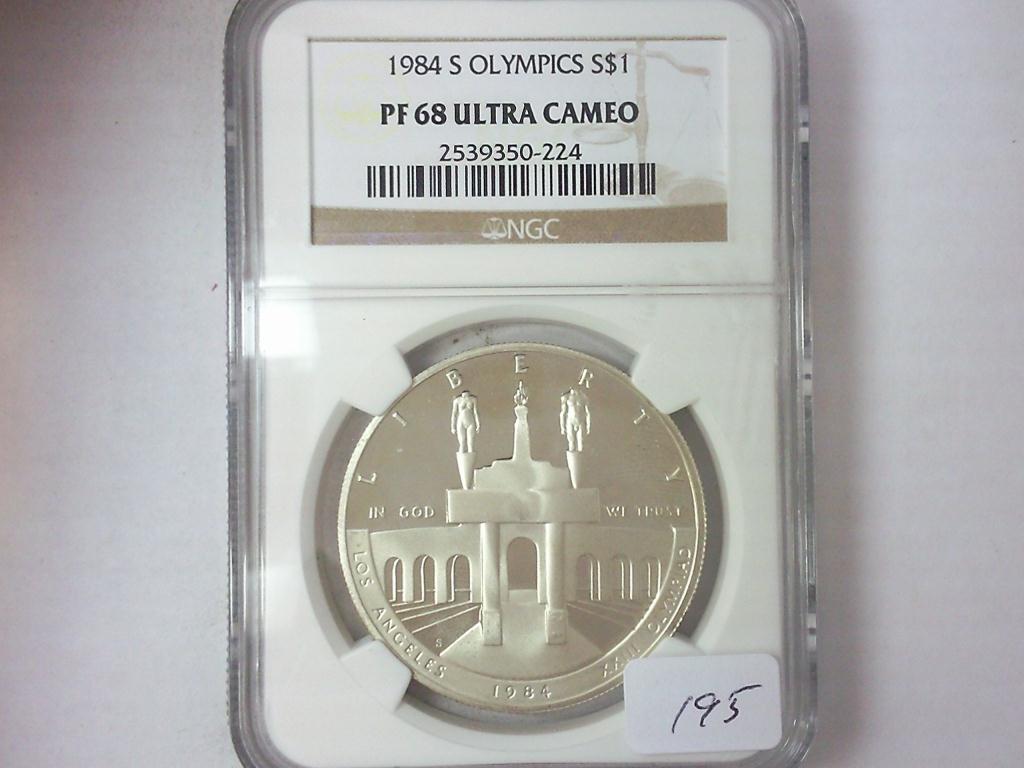 1984 S OLYMPICS S$1
PF 68 ULTRA CAMEO
2539350-224
NGC
LIBERTY
IN GOD WE TRUST
LOS ANGELES XXIII OLYMPIAD
S
1984
195